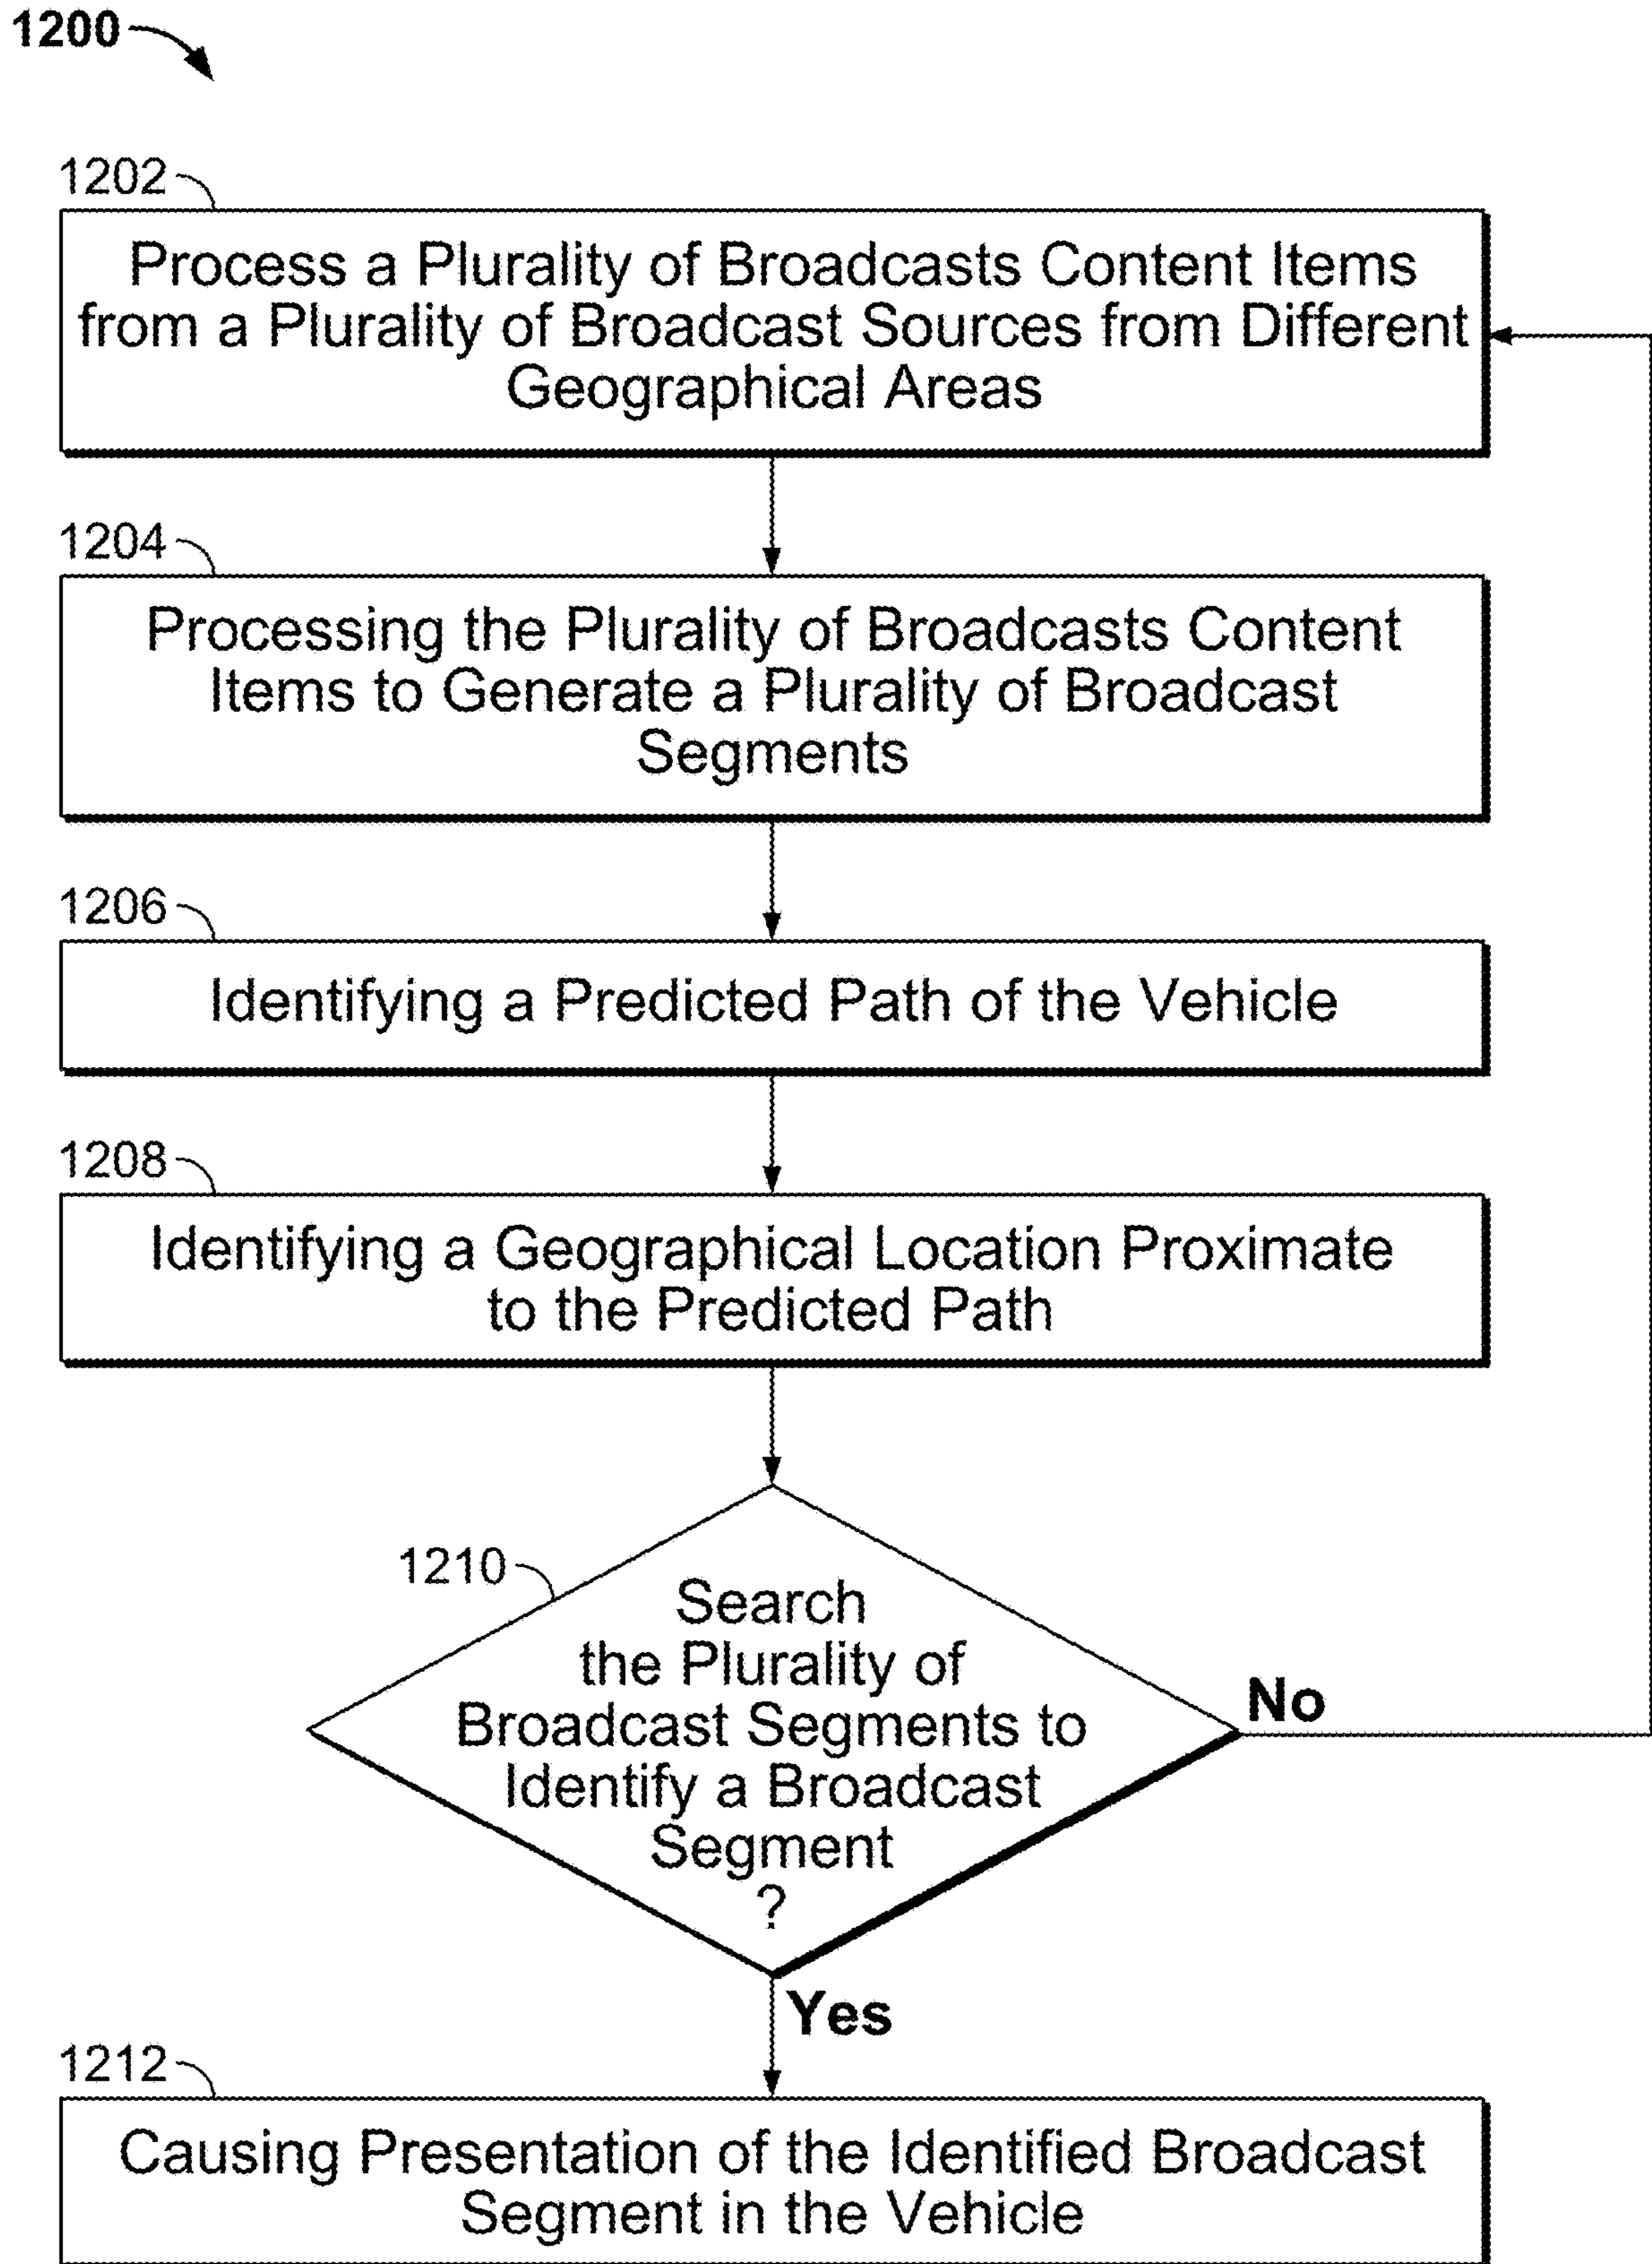 1200
1202
Process a Plurality of Broadcasts Content Items
from a Plurality of Broadcast Sources from Different
Geographical Areas
1204
Processing the Plurality of Broadcasts Content
Items to Generate a Plurality of Broadcast
Segments
1206
Identifying a Predicted Path of the Vehicle
1208
Identifying a Geographical Location Proximate
to the Predicted Path
1210
Search
the Plurality of
Broadcast Segments to
Identify a Broadcast
Segment
?
No
Yes
1212
Causing Presentation of the Identified Broadcast
Segment in the Vehicle